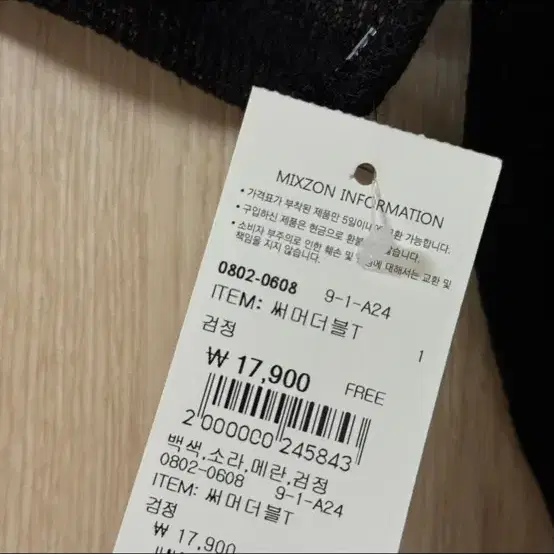 MIXZON INFORMATION
• 가격표가 부착된 제품만 5일이내 교환 가능합니다.
• 구입하신 제품은 현금으로 환불 않습니다.
• 소비자 부주의로 인한 훼손 및 에 대해서는 교환 및
책임을 지지 않습니다.
0802-0608 9-1-A24
ITEM: 써머더블T 1
검정
₩ 17,900 FREE
2 000000 245843
백색,소라,메란,검정
0802-0608 9-1-A24
ITEM: 써머더블T
검정
₩ 17,900